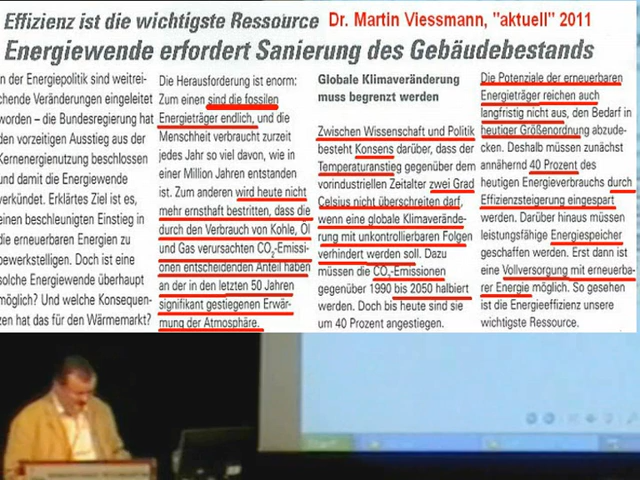 Effizienz ist die wichtigste Ressource Dr. Martin Viessmann, "aktuell" 2011
Energiewende erfordert Sanierung des Gebäudebestands
n der Energiepolitik sind weitrei-
chende Veränderungen eingeleitet
worden – die Bundesregierung hat
den vorzeitigen Ausstieg aus der
Kernenergienutzung beschlossen
und damit die Energiewende
verkündet. Erklärtes Ziel ist es,
einen beschleunigten Einstieg in
die erneuerbaren Energien zu
bewerkstelligen. Doch ist eine
solche Energiewende überhaupt
möglich? Und welche Konsequen-
zen hat das für den Wärmemarkt?
Die Herausforderung ist enorm:
Zum einen sind die fossilen
Energieträger endlich, und die
Menschheit verbraucht zurzeit
jedes Jahr so viel davon, wie in
einer Million Jahren entstanden
ist. Zum anderen wird heute nicht
mehr ernsthaft bestritten, dass die
durch den Verbrauch von Kohle, Öl
und Gas verursachten CO₂-Emissi-
onen entscheidenden Anteil haben
an der in den letzten 50 Jahren
signifikant gestiegenen Erwär-
mung der Atmosphäre.
Globale Klimaveränderung
muss begrenzt werden
Zwischen Wissenschaft und Politik
besteht Konsens darüber, dass der
Temperaturanstieg gegenüber dem
vorindustriellen Zeitalter zwei Grad
Celsius nicht überschreiten darf,
wenn eine globale Klimaverände-
rung mit unkontrollierbaren Folgen
verhindert werden soll. Dazu
müssen die CO₂-Emissionen
gegenüber 1990 bis 2050 halbiert
werden. Doch bis heute sind sie
um 40 Prozent angestiegen.
Die Potenziale der erneuerbaren
Energieträger reichen auch
langfristig nicht aus, den Bedarf in
heutiger Größenordnung abzude-
cken. Deshalb müssen zunächst
annähernd 40 Prozent des
heutigen Energieverbrauchs durch
Effizienzsteigerung eingespart
werden. Darüber hinaus müssen
leistungsfähige Energiespeicher
geschaffen werden. Erst dann ist
eine Vollversorgung mit erneuerba-
rer Energie möglich. So gesehen
ist die Energieeffizienz unsere
wichtigste Ressource.